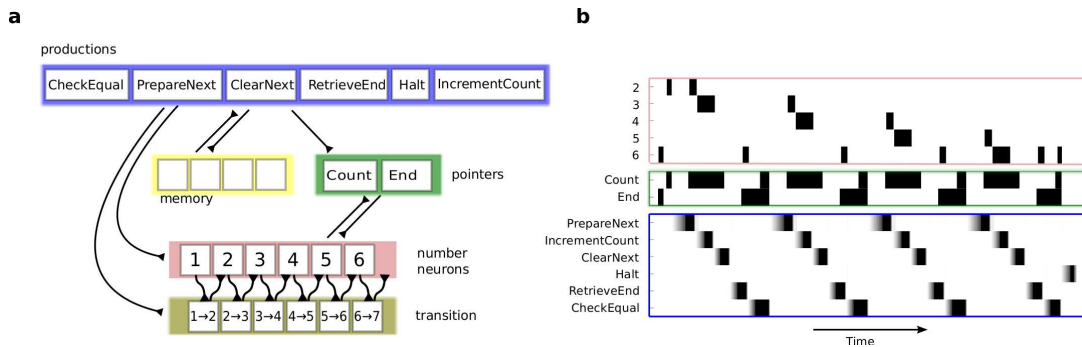 a
productions
CheckEqual PrepareNext ClearNext RetrieveEnd Halt IncrementCount
memory
Count End
pointers
1 2 3 4 5 6
number
neurons
1→2 2→3 3→4 4→5 5→6 6→7
transition
b
2
3
4
5
6
Count
End
PrepareNext
IncrementCount
ClearNext
Halt
RetrieveEnd
CheckEqual
Time